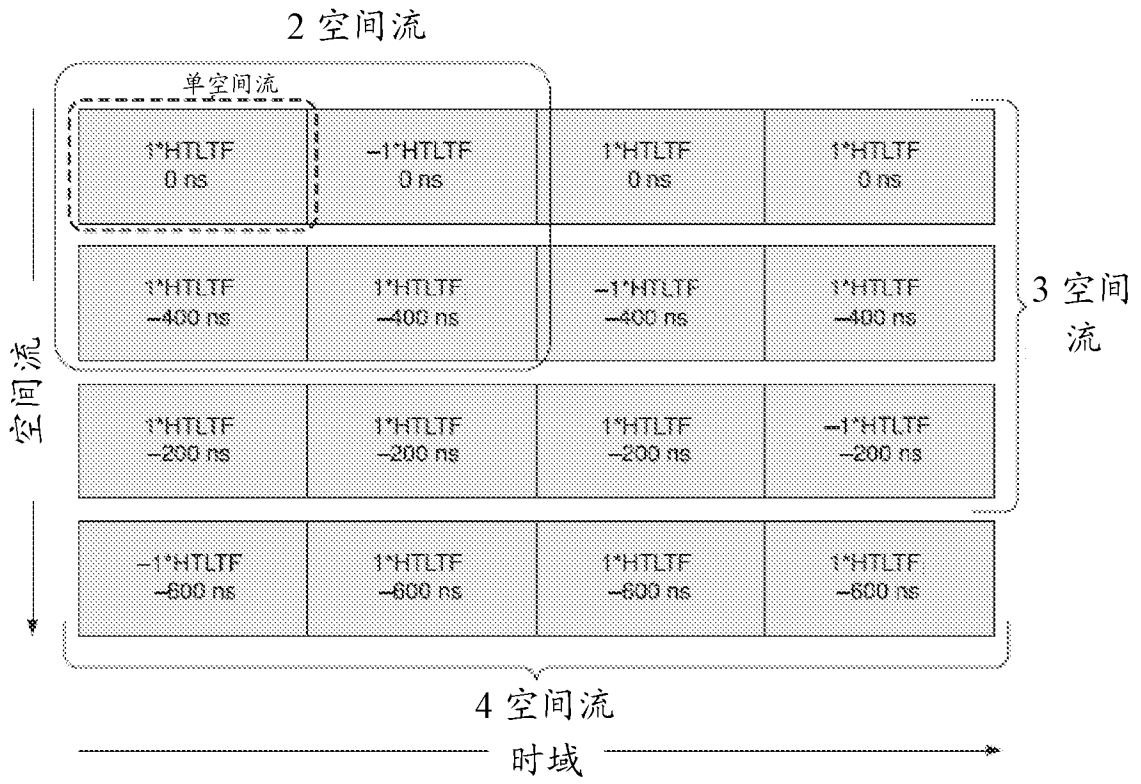 2 空间流
单空间流
1*HTLTF
0 ns
–1*HTLTF
0 ns
1*HTLTF
0 ns
1*HTLTF
0 ns
1*HTLTF
–400 ns
1*HTLTF
–400 ns
–1*HTLTF
–400 ns
1*HTLTF
–400 ns
3 空间
流
空间流
1*HTLTF
–200 ns
1*HTLTF
–200 ns
1*HTLTF
–200 ns
–1*HTLTF
–200 ns
–1*HTLTF
–600 ns
1*HTLTF
–600 ns
1*HTLTF
–600 ns
1*HTLTF
–600 ns
4 空间流
时域